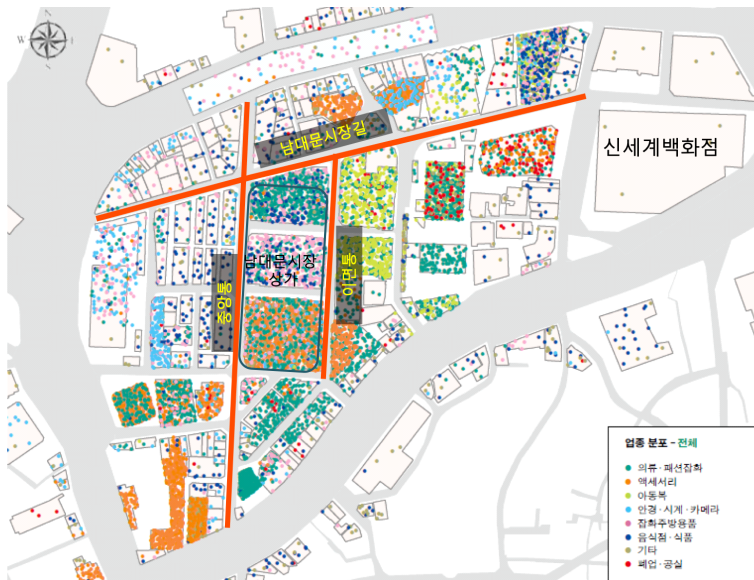 W
남대문시장길
신세계백화점
남대문시장
상가
중앙통
이면통
업종 분포 - 전체
의류·패션잡화
액세서리
아동복
안경·시계·카메라
잡화주방용품
음식점·식품
기타
폐업·공실